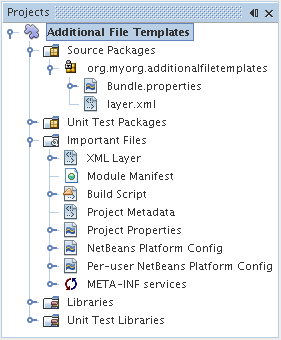 Projects
Additional File Templates
Source Packages
org.myorg.additionalfiletemplates
Bundle.properties
layer.xml
Unit Test Packages
Important Files
XML Layer
Module Manifest
Build Script
Project Metadata
Project Properties
NetBeans Platform Config
Per-user NetBeans Platform Config
META-INF services
Libraries
Unit Test Libraries